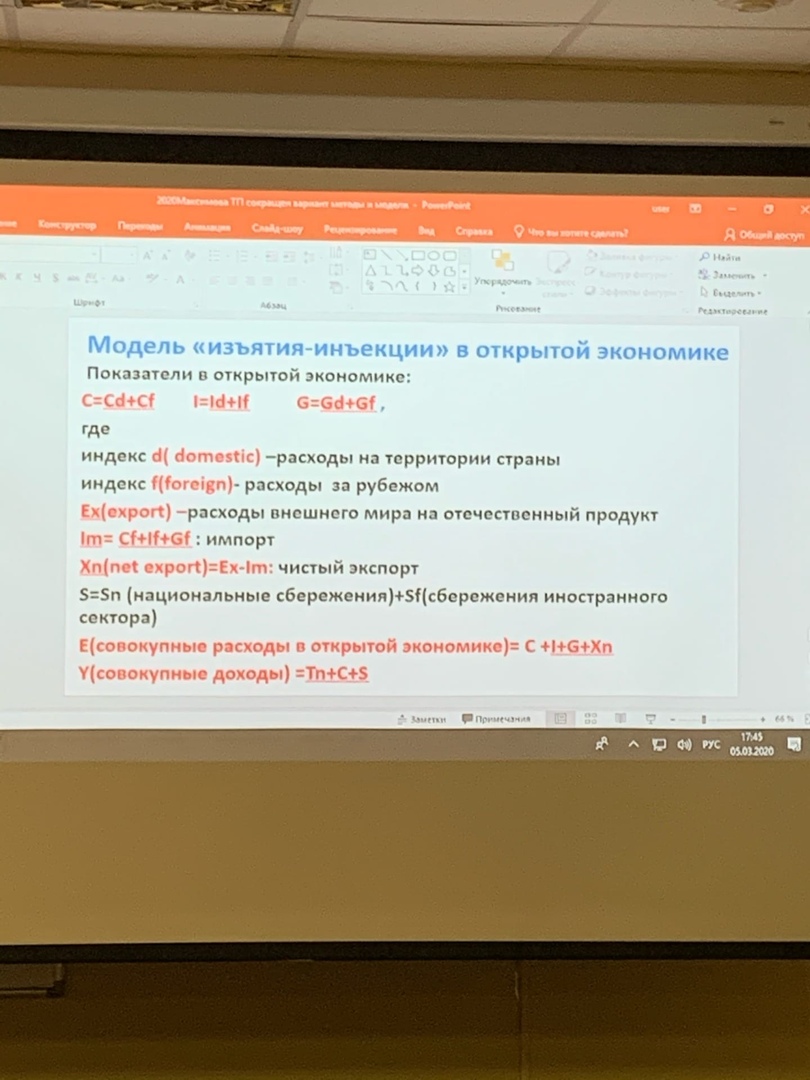 2020Максимова ТП сокращен вариант методы и модели - PowerPoint
user
Конструктор Переходы Анимация Слайд-шоу Рецензирование Вид Справка Что вы хотите сделать? Общий доступ
Найти
Заменить
Выделить
Упорядочить
Шрифт Абзац Рисование Редактирование
Модель «изъятия-инъекции» в открытой экономике
Показатели в открытой экономике:
C=Cd+Cf I=Id+If G=Gd+Gf ,
где
индекс d( domestic) –расходы на территории страны
индекс f(foreign)- расходы за рубежом
Ex(export) –расходы внешнего мира на отечественный продукт
Im= Cf+If+Gf : импорт
Xn(net export)=Ex-Im: чистый экспорт
S=Sn (национальные сбережения)+Sf(сбережения иностранного
сектора)
E(совокупные расходы в открытой экономике)= C +I+G+Xn
Y(совокупные доходы) =Tn+C+S
Заметки Примечания 66 %
РУС
17:45
05.03.2020